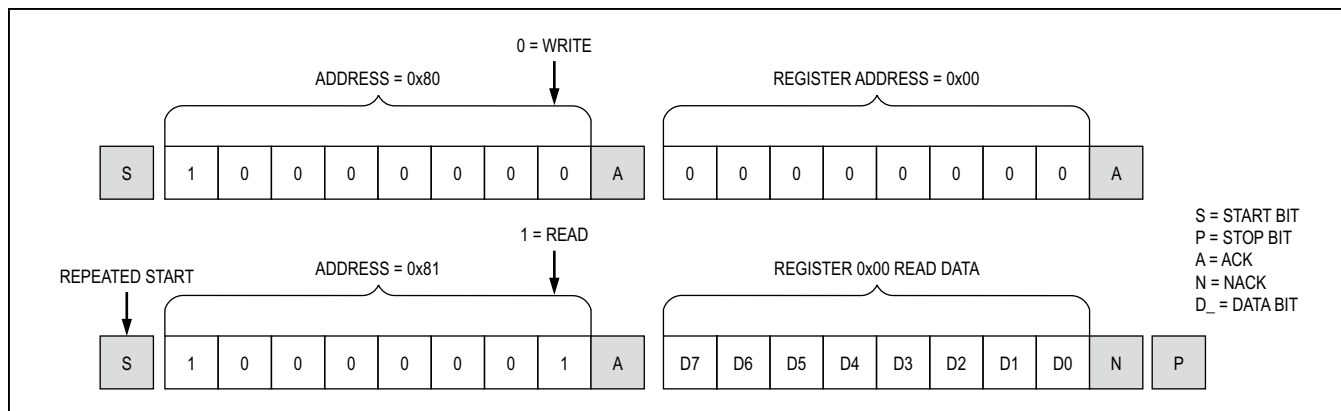 0 = WRITE
ADDRESS = 0x80 REGISTER ADDRESS = 0x00
S 1 0 0 0 0 0 0 0 A 0 0 0 0 0 0 0 0 A
1 = READ
REPEATED START ADDRESS = 0x81 REGISTER 0x00 READ DATA
S 1 0 0 0 0 0 0 1 A D7 D6 D5 D4 D3 D2 D1 D0 N P
S = START BIT
P = STOP BIT
A = ACK
N = NACK
D_ = DATA BIT